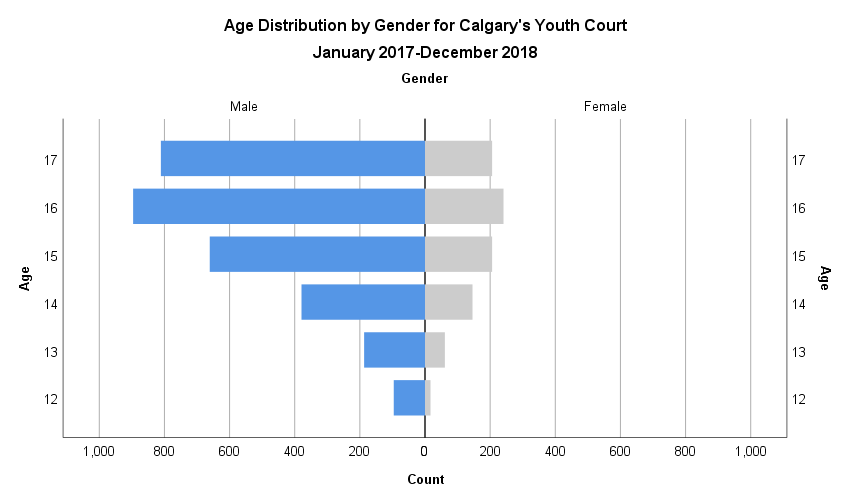 Age Distribution by Gender for Calgary's Youth Court
January 2017-December 2018
Gender
Male Female
17 17
16 16
15 15
Age Age
14 14
13 13
12 12
1,000 800 600 400 200 0 200 400 600 800 1,000
Count